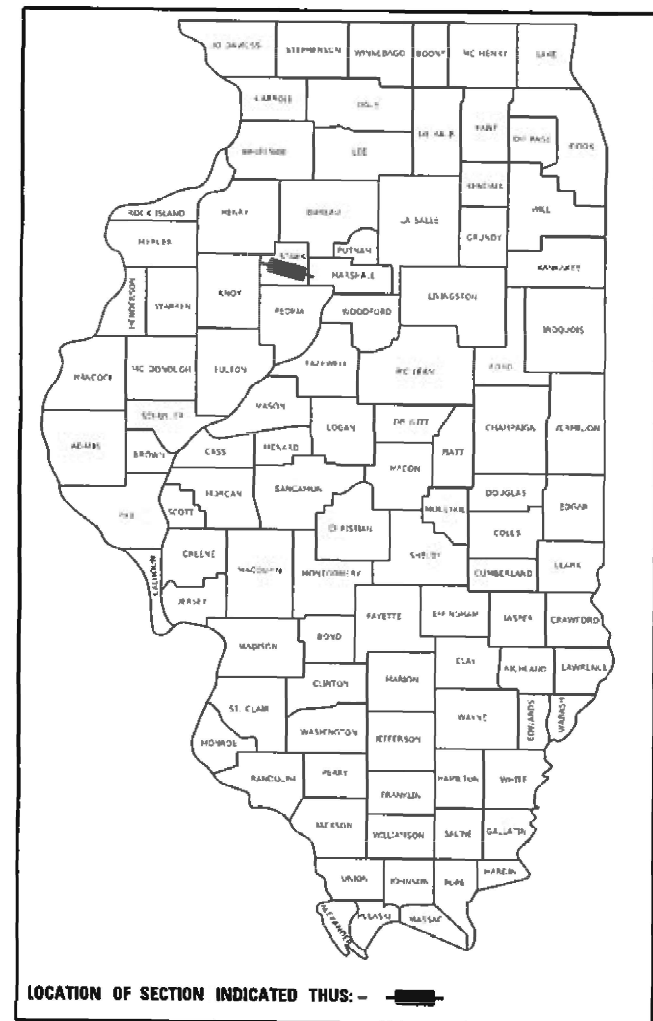 JO DAVIESS STEPHENSON WINNEBAGO BOONE MC HENRY LAKE
CARROLL OGLE
DE KALB KANE DU PAGE COOK
WHITESIDE LEE
KENDALL
ROCK ISLAND HENRY BUREAU LA SALLE WILL
MERCER PUTNAM GRUNDY
STARK KANKAKEE
MARSHALL
HENDERSON WARREN KNOX LIVINGSTON
PEORIA WOODFORD IROQUOIS
HANCOCK MC DONOUGH FULTON TAZEWELL MC LEAN FORD
MASON
SCHUYLER LOGAN DE WITT CHAMPAIGN VERMILION
ADAMS BROWN CASS MENARD PIATT
MACON
MORGAN SANGAMON DOUGLAS
PIKE SCOTT CHRISTIAN MOULTRIE EDGAR
COLES
GREENE SHELBY
CALHOUN MACOUPIN MONTGOMERY CUMBERLAND CLARK
JERSEY
FAYETTE EFFINGHAM JASPER CRAWFORD
MADISON BOND
CLAY RICHLAND LAWRENCE
CLINTON MARION
ST. CLAIR WAYNE EDWARDS WABASH
MONROE WASHINGTON JEFFERSON
RANDOLPH PERRY HAMILTON WHITE
FRANKLIN
JACKSON WILLIAMSON SALINE GALLATIN
UNION JOHNSON POPE HARDIN
ALEXANDER PULASKI MASSAC
LOCATION OF SECTION INDICATED THUS: -